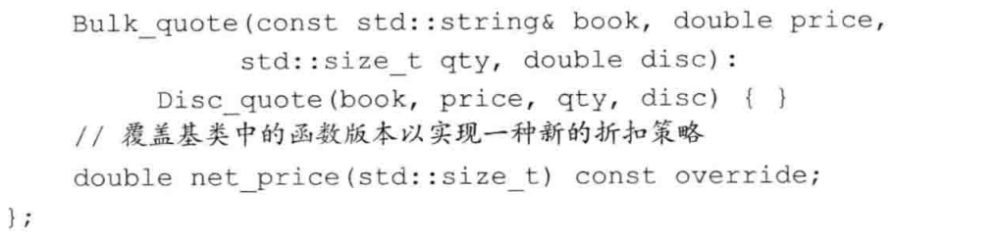 Bulk_quote(const std::string& book, double price,
std::size_t qty, double disc):
Disc_quote(book, price, qty, disc) { }
// 覆盖基类中的函数版本以实现一种新的折扣策略
double net_price(std::size_t) const override;
};